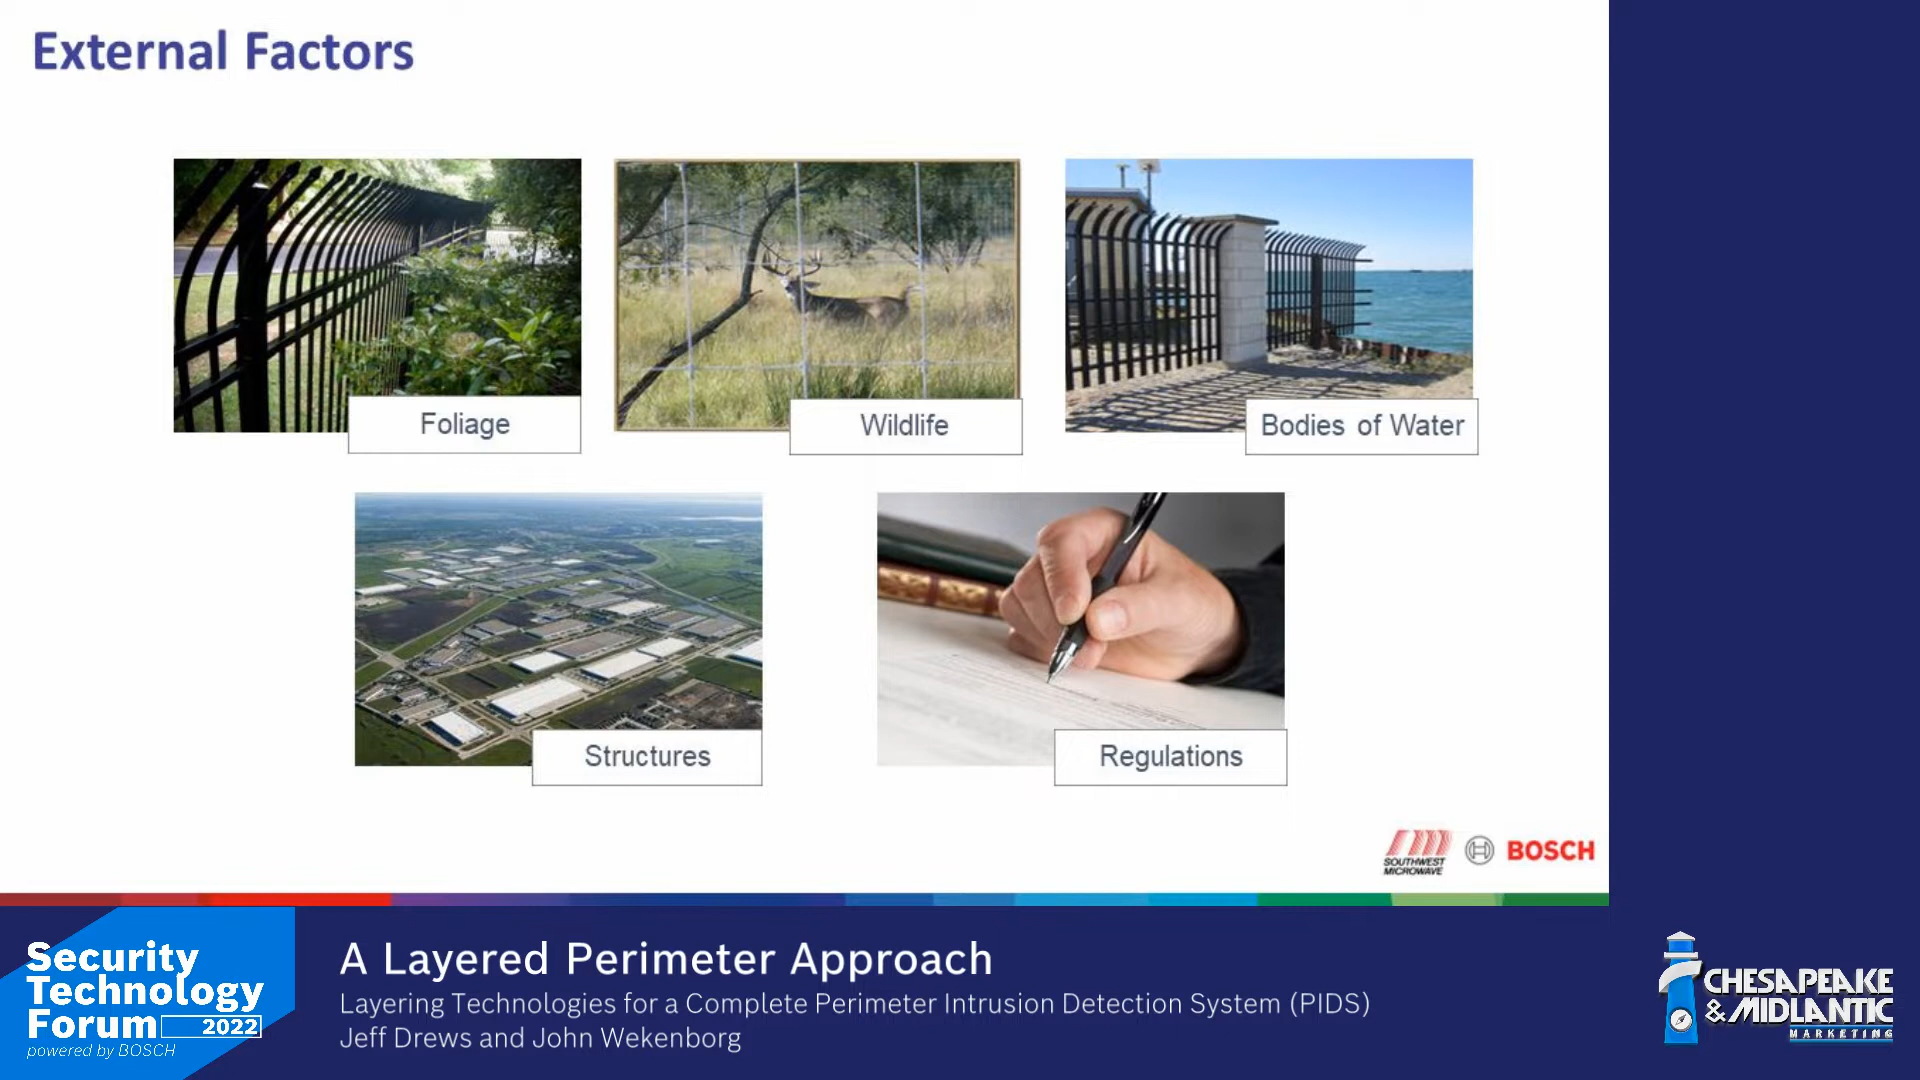 External Factors
Foliage
Wildlife
Bodies of Water
Structures
Regulations
SOUTHWEST
MICROWAVE
BOSCH
Security
Technology
Forum 2022
powered by BOSCH
A Layered Perimeter Approach
Layering Technologies for a Complete Perimeter Intrusion Detection System (PIDS)
Jeff Drews and John Wekenborg
CHESAPEAKE
& MIDLANTIC
MARKETING